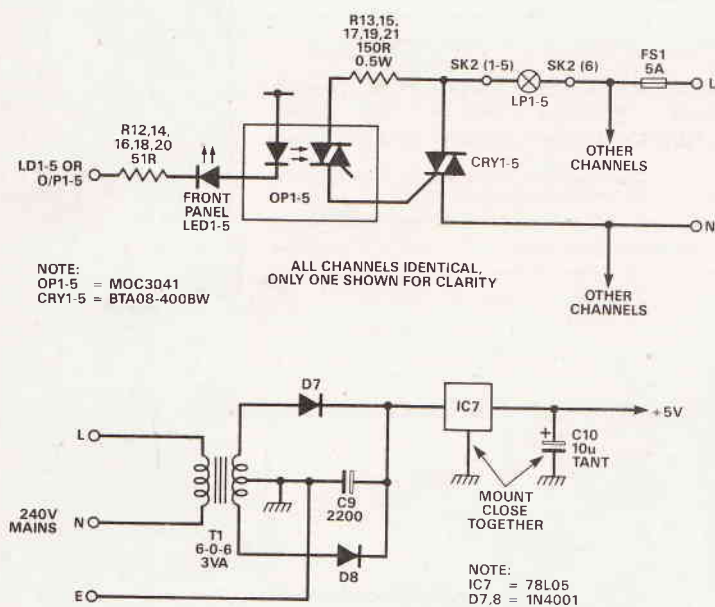 R13,15,
17,19,21
150R
0.5W
SK2 (1-5)
SK2 (6)
FS1
5A
L
LP1-5
R12,14,
16,18,20
51R
LD1-5 OR
O/P1-5
FRONT
PANEL
LED1-5
OP1-5
CRY1-5
OTHER
CHANNELS
N
NOTE:
OP1-5 = MOC3041
CRY1-5 = BTA08-400BW
ALL CHANNELS IDENTICAL,
ONLY ONE SHOWN FOR CLARITY
OTHER
CHANNELS
D7
IC7
+5V
L
+
C10
10u
TANT
C9
2200
MOUNT
CLOSE
TOGETHER
240V
MAINS
N
T1
6-0-6
3VA
D8
E
NOTE:
IC7 = 78L05
D7,8 = 1N4001